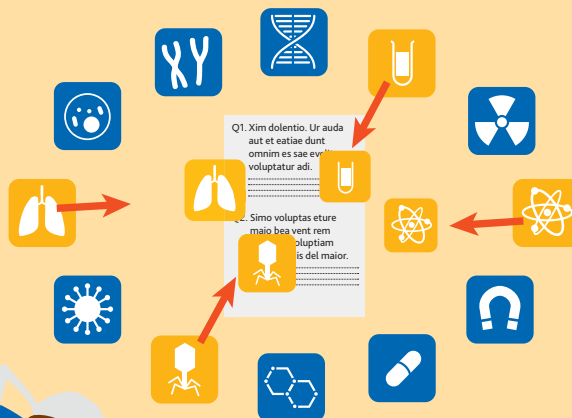 Q1. Xim dolentio. Ur auda
aut et eatiae dunt
omnim es sae
voluptatur adi.
Simo voluptas eture
maio bea vent rem
is del maior.